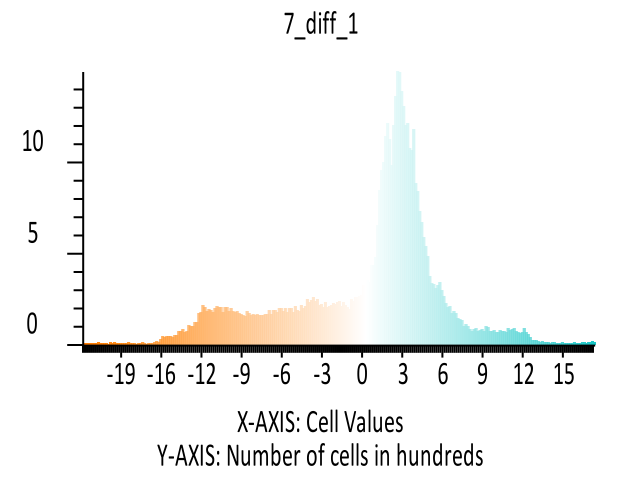 7_diff_1
10
5
0
-19 -16 -12 -9 -6 -3 0 3 6 9 12 15
X-AXIS: Cell Values
Y-AXIS: Number of cells in hundreds